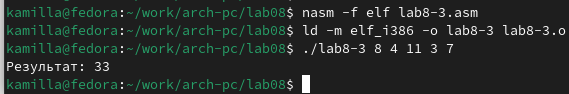 kamilla@fedora:~/work/arch-pc/lab08$ nasm -f elf lab8-3.asm
kamilla@fedora:~/work/arch-pc/lab08$ ld -m elf_i386 -o lab8-3 lab8-3.o
kamilla@fedora:~/work/arch-pc/lab08$ ./lab8-3 8 4 11 3 7
Результат: 33
kamilla@fedora:~/work/arch-pc/lab08$